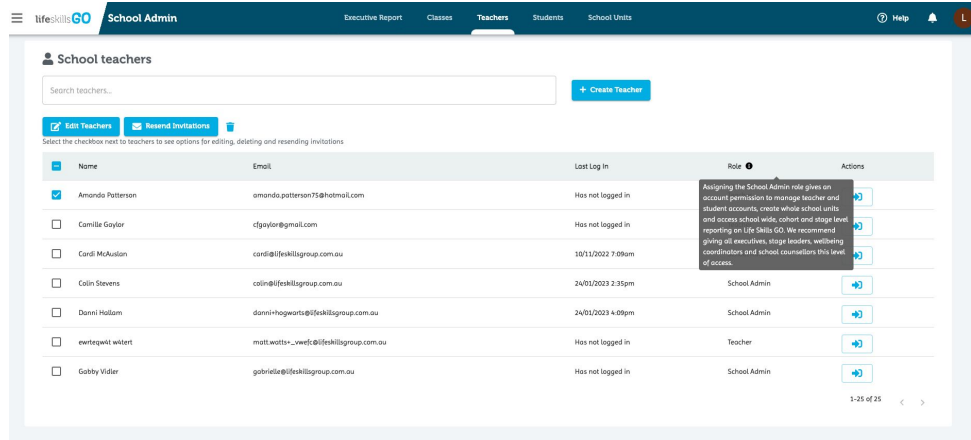 lifeskills GO School Admin Executive Report Classes Teachers Students School Units Help L
School teachers
Search teachers...
+ Create Teacher
Edit Teachers Resend Invitations
Select the checkbox next to teachers to see options for editing, deleting and resending invitations
Name Email Last Log In Role Actions
Amanda Patterson amanda.patterson75@hotmail.com Has not logged in
Camille Gaylor cfgaylor@gmail.com Has not logged in
Cardi McAuslan cardi@lifeskillsgroup.com.au 10/11/2022 7:09am
Assigning the School Admin role gives an
account permission to manage teacher and
student accounts, create whole school units
and access school wide, cohort and stage level
reporting on Life Skills GO. We recommend
giving all executives, stage leaders, wellbeing
coordinators and school counsellors this level
of access.
Colin Stevens colin@lifeskillsgroup.com.au 24/01/2023 2:35pm School Admin
Danni Hallam danni+hogwarts@lifeskillsgroup.com.au 24/01/2023 4:09pm School Admin
ewrteqw4t w4tert matt.watts+_vwefc@lifeskillsgroup.com.au Has not logged in Teacher
Gabby Vidler gabrielle@lifeskillsgroup.com.au Has not logged in School Admin
1-25 of 25